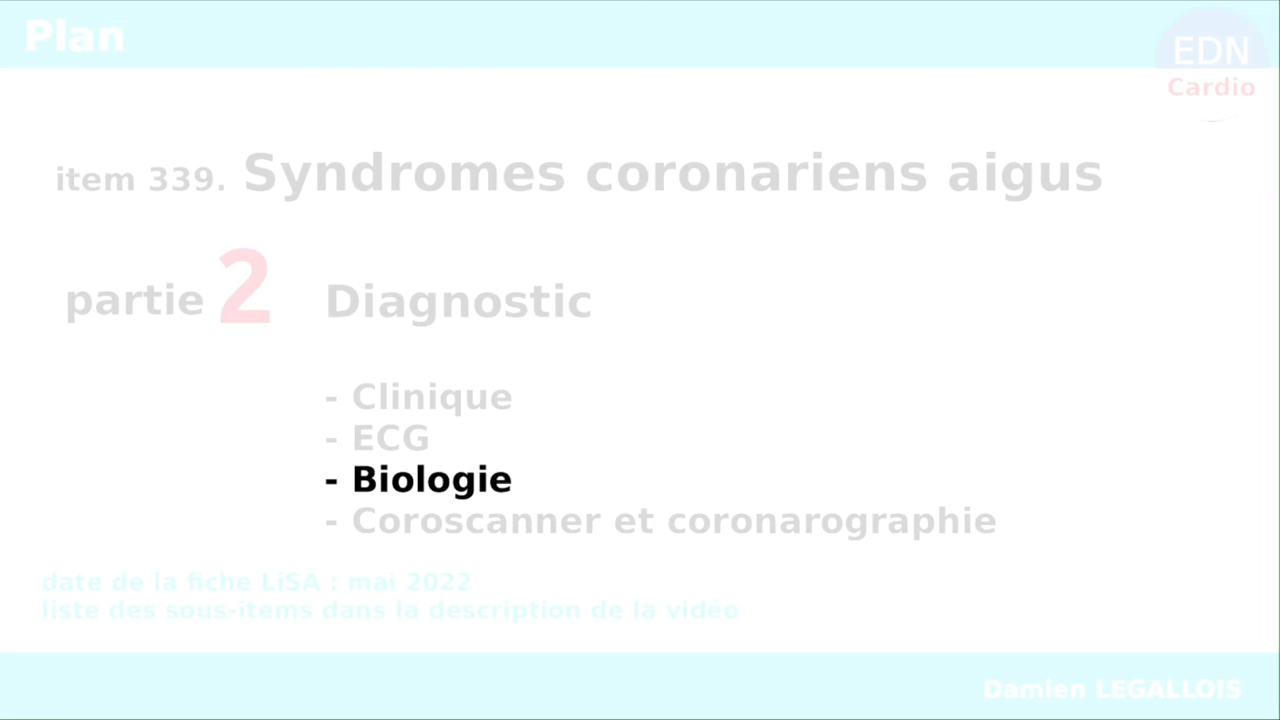 Plan
EDN
Cardio
item 339. Syndromes coronariens aigus
partie 2 Diagnostic
- Clinique
- ECG
- Biologie
- Coroscanner et coronarographie
date de la fiche LiSA : mai 2022
liste des sous-items dans la description de la vidéo
Damien LEGALLOIS